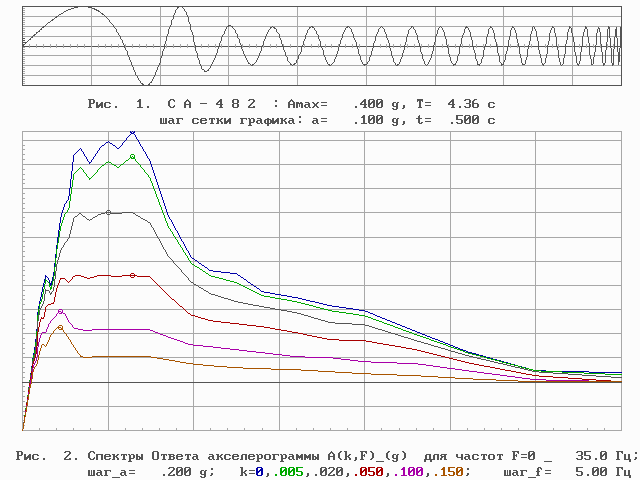 Рис. 1. С А - 4 8 2 : Amax= .400 g, T= 4.36 c
шаг сетки графика: a= .100 g, t= .500 c
Рис. 2. Спектры Ответа акселерограммы A(k,F)_(g) для частот F=0 _ 35.0 Гц;
шаг_a= .200 g; k=0,.005,.020,.050,.100,.150; шаг_f= 5.00 Гц